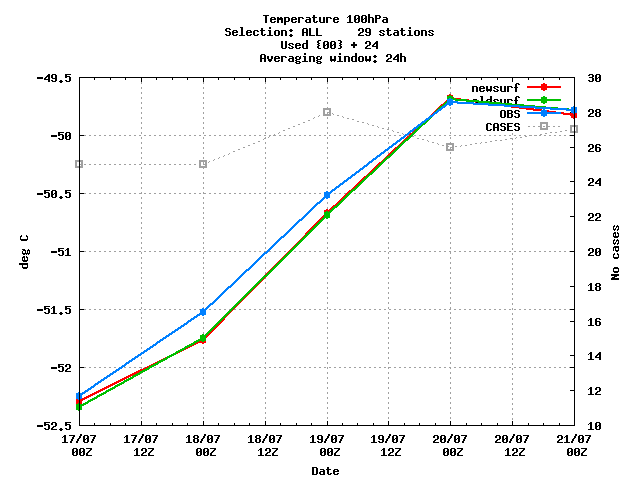 Temperature 100hPa
Selection: ALL     29 stations
Used {00} + 24
Averaging window: 24h
-49.5
-50
-50.5
-51
-51.5
-52
-52.5
deg C
30
28
26
24
22
20
18
16
14
12
10
No cases
newsurf
oldsurf
OBS
CASES
17/07 17/07 18/07 18/07 19/07 19/07 20/07 20/07 21/07
00Z 12Z 00Z 12Z 00Z 12Z 00Z 12Z 00Z
Date